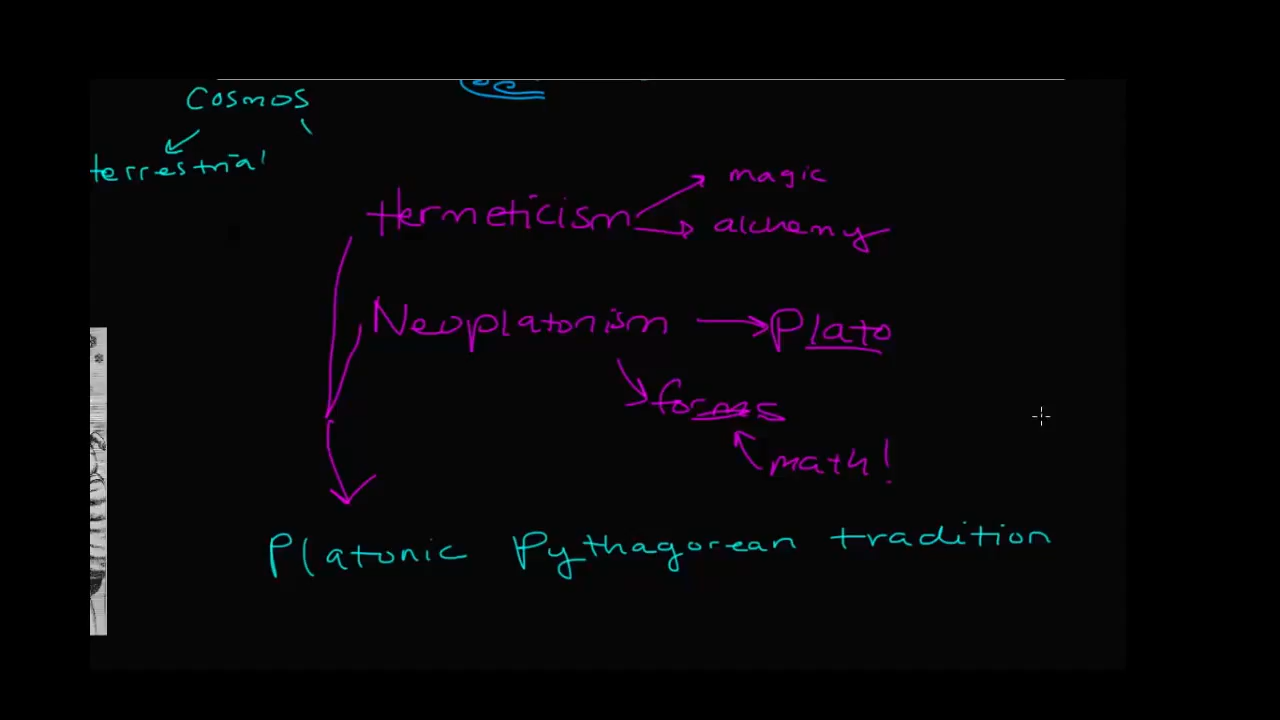 Cosmos
terrestrial
magic
Hermeticism
alchemy
Neoplatonism
Plato
forms
math!
Platonic Pythagorean tradition